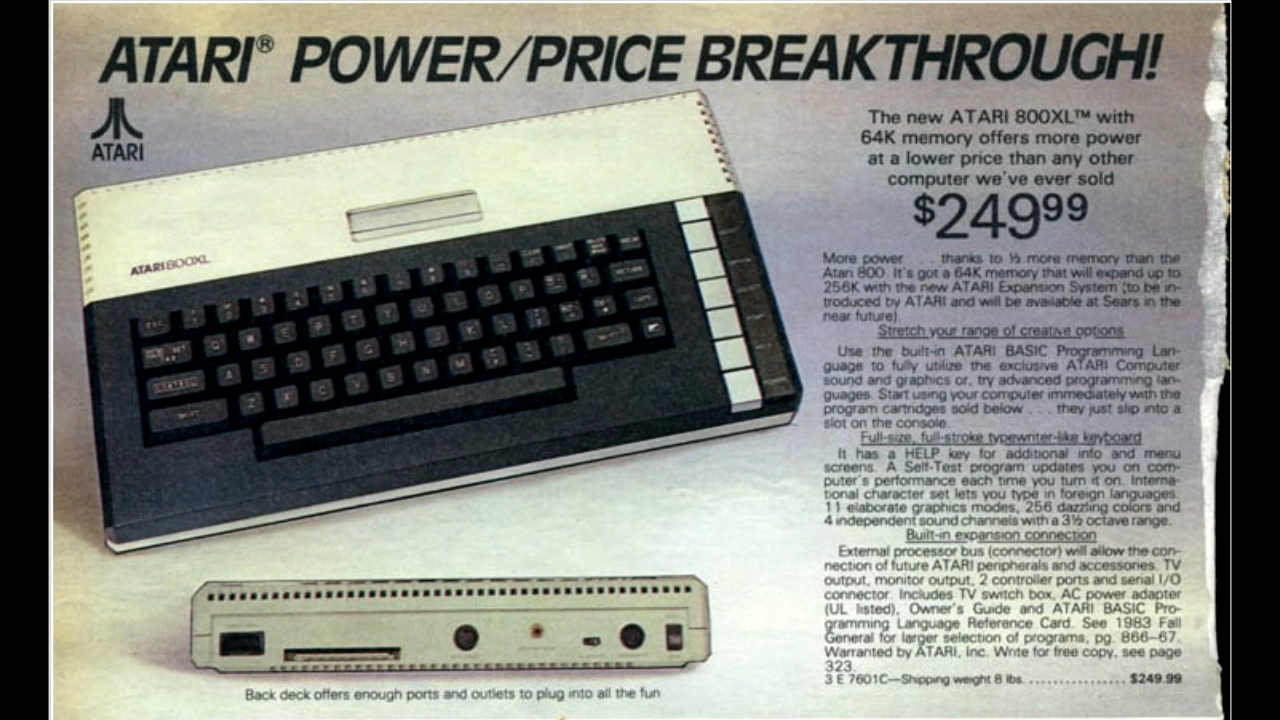 ATARI® POWER/PRICE BREAKTHROUGH!
ATARI
The new ATARI 800XL™ with
64K memory offers more power
at a lower price than any other
computer we've ever sold
$249⁹⁹
ATARI 800XL
More power . . . thanks to ⅓ more memory than the
Atari 800. It's got a 64K memory that will expand up to
256K with the new ATARI Expansion System (to be in-
troduced by ATARI and will be available at Sears in the
near future).
Stretch your range of creative options
Use the built-in ATARI BASIC Programming Lan-
guage to fully utilize the exclusive ATARI Computer
sound and graphics or, try advanced programming lan-
guages. Start using your computer immediately with the
program cartridges sold below . . . they just slip into a
slot on the console.
Full-size, full-stroke typewriter-like keyboard
It has a HELP key for additional info and menu
screens. A Self-Test program updates you on com-
puter's performance each time you turn it on. Interna-
tional character set lets you type in foreign languages.
11 elaborate graphics modes, 256 dazzling colors and
4 independent sound channels with a 3½ octave range.
Built-in expansion connection
External processor bus (connector) will allow the con-
nection of future ATARI peripherals and accessories. TV
output, monitor output, 2 controller ports and serial I/O
connector. Includes TV switch box, AC power adapter
(UL listed), Owner's Guide and ATARI BASIC Pro-
gramming Language Reference Card. See 1983 Fall
General for larger selection of programs, pg. 866–67.
Warranted by ATARI, Inc. Write for free copy, see page
323.
3 E 7601C—Shipping weight 8 lbs. . . . . . . . . . . . . . . . $249.99
Back deck offers enough ports and outlets to plug into all the fun